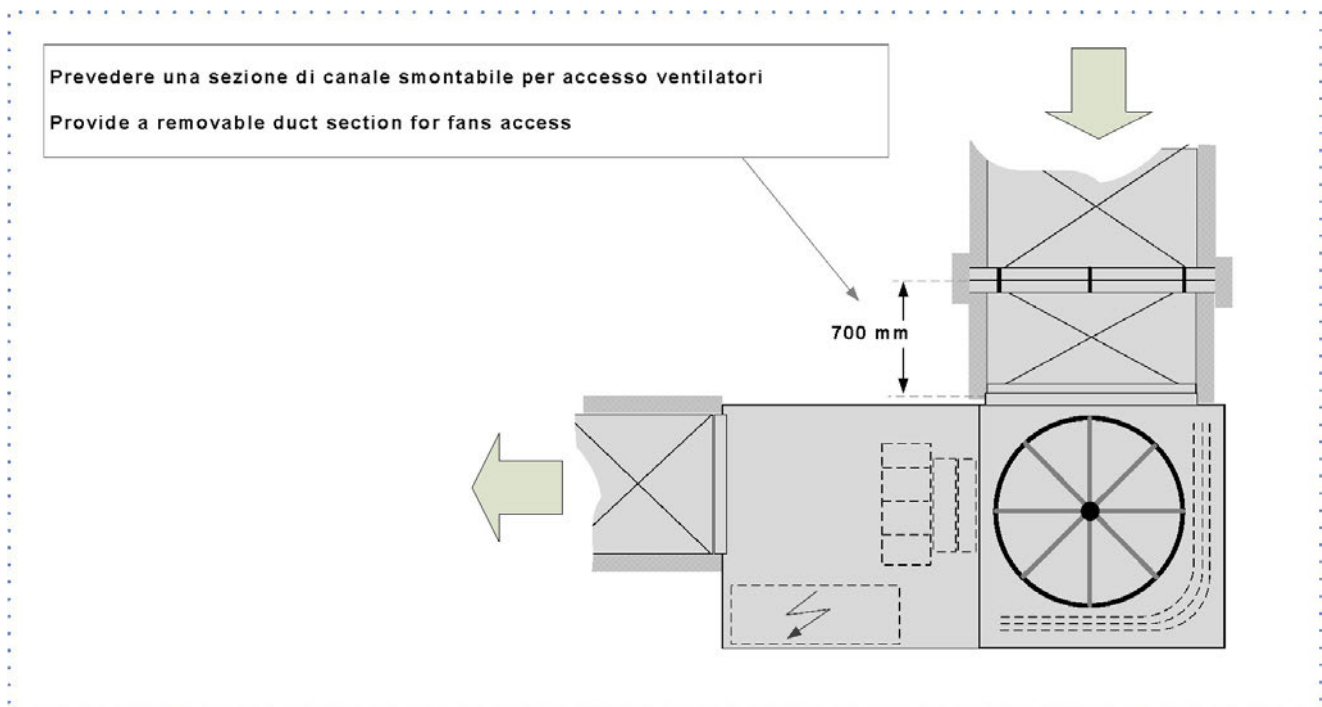 Prevedere una sezione di canale smontabile per accesso ventilatori
Provide a removable duct section for fans access
700 mm